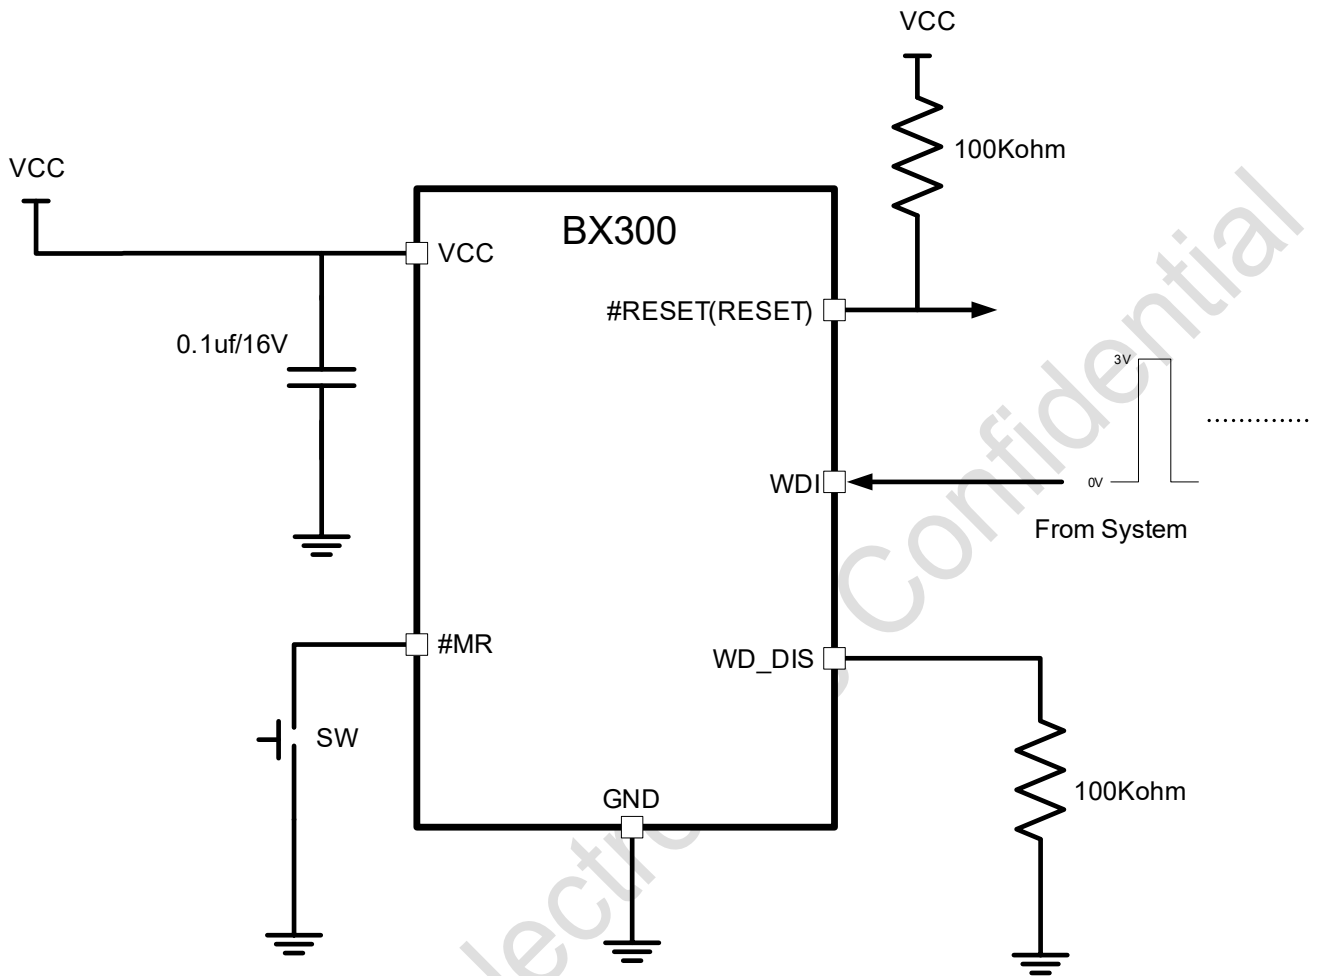 VCC
100Kohm
VCC
BX300
VCC
#RESET(RESET)
0.1uf/16V
3V
WDI
0V
From System
#MR
WD_DIS
SW
GND
100Kohm
Confidential